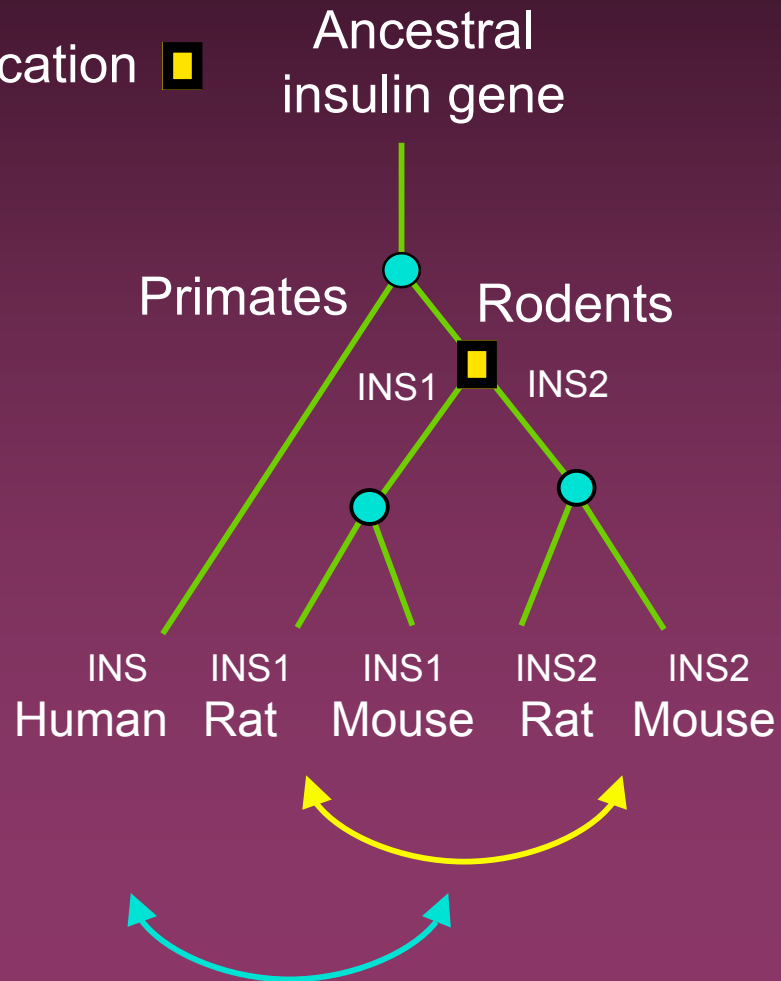 cation
Ancestral
insulin gene
Primates
Rodents
INS1
INS2
INS INS1 INS1 INS2 INS2
Human Rat Mouse Rat Mouse